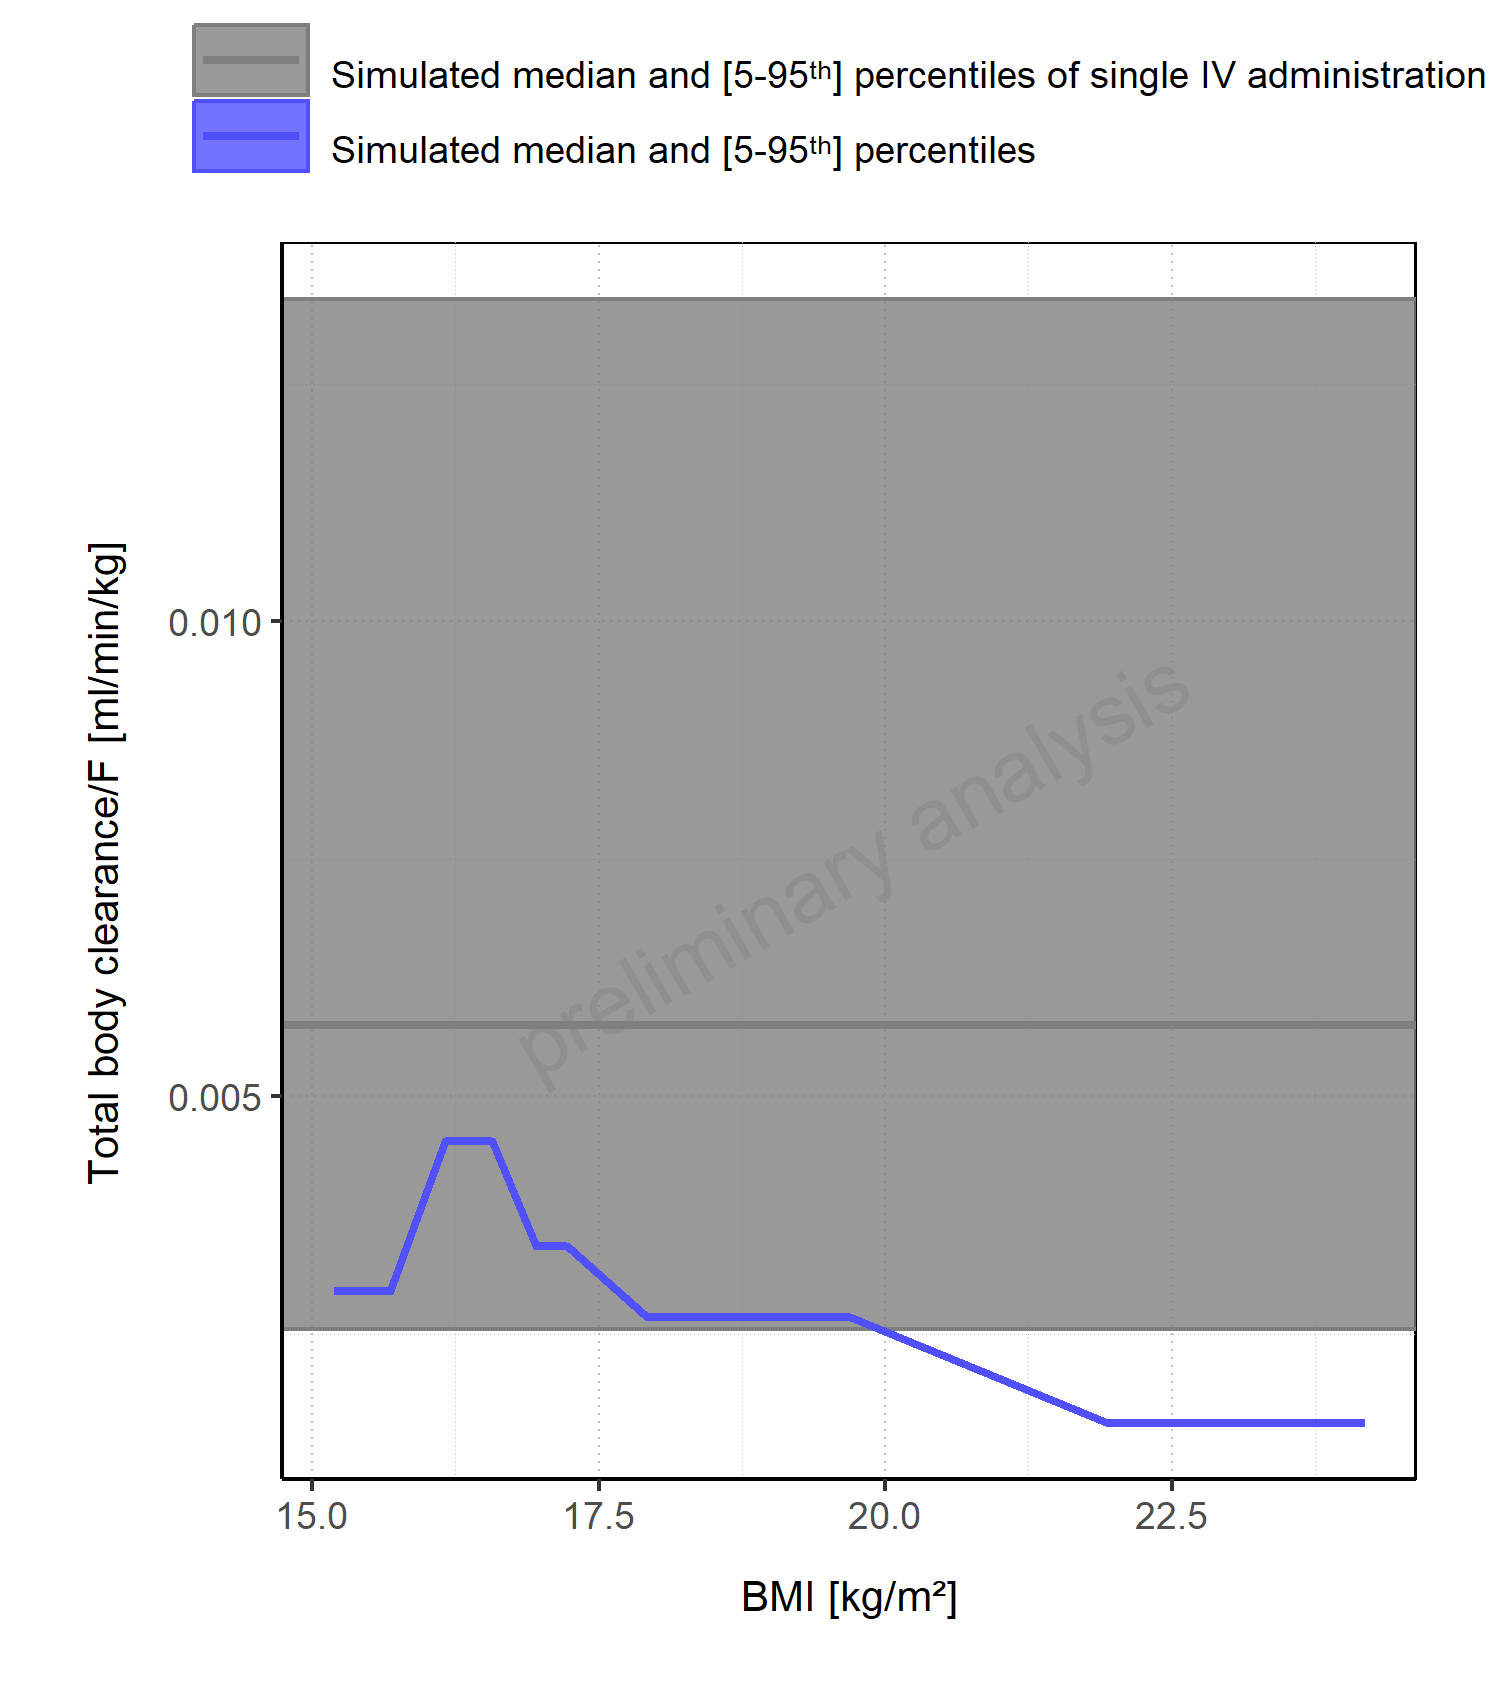 Simulated median and [5-95ᵗʰ] percentiles of single IV administration
Simulated median and [5-95ᵗʰ] percentiles
Total body clearance/F [ml/min/kg]
0.010
0.005
preliminary analysis
15.0
17.5
20.0
22.5
BMI [kg/m²]